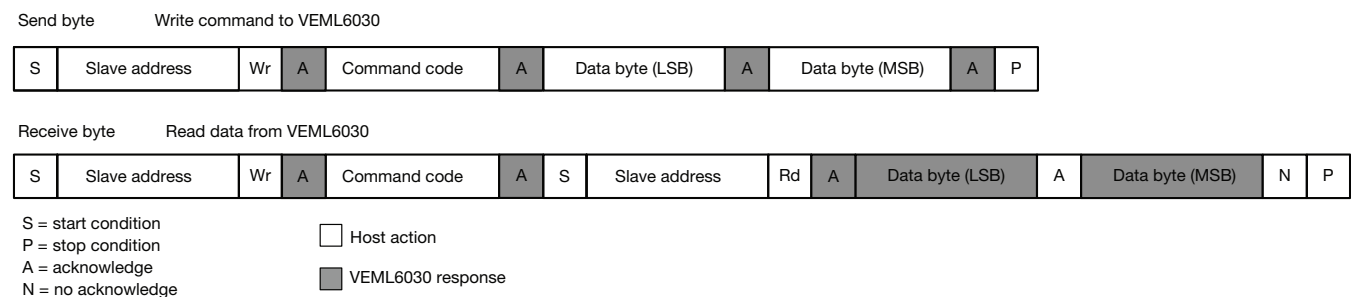 Send byte Write command to VEML6030
S Slave address Wr A Command code A Data byte (LSB) A Data byte (MSB) A P
Receive byte Read data from VEML6030
S Slave address Wr A Command code A S Slave address Rd A Data byte (LSB) A Data byte (MSB) N P
S = start condition
P = stop condition
A = acknowledge
N = no acknowledge
Host action
VEML6030 response